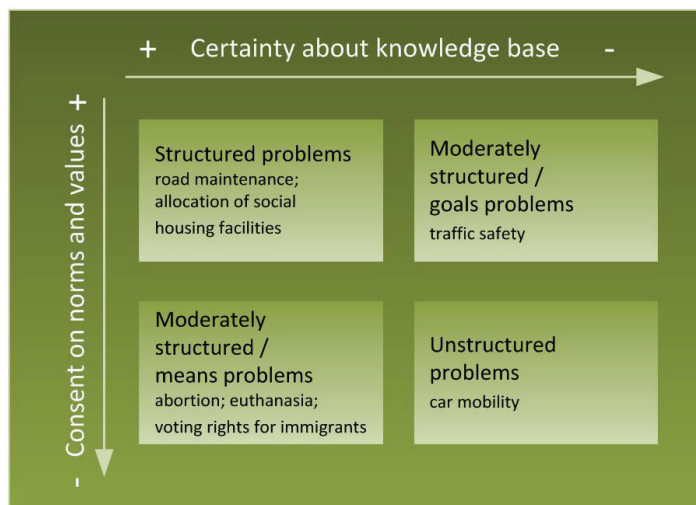 + Certainty about knowledge base -
- Consent on norms and values +
Structured problems
road maintenance;
allocation of social
housing facilities
Moderately
structured /
goals problems
traffic safety
Moderately
structured /
means problems
abortion; euthanasia;
voting rights for immigrants
Unstructured
problems
car mobility